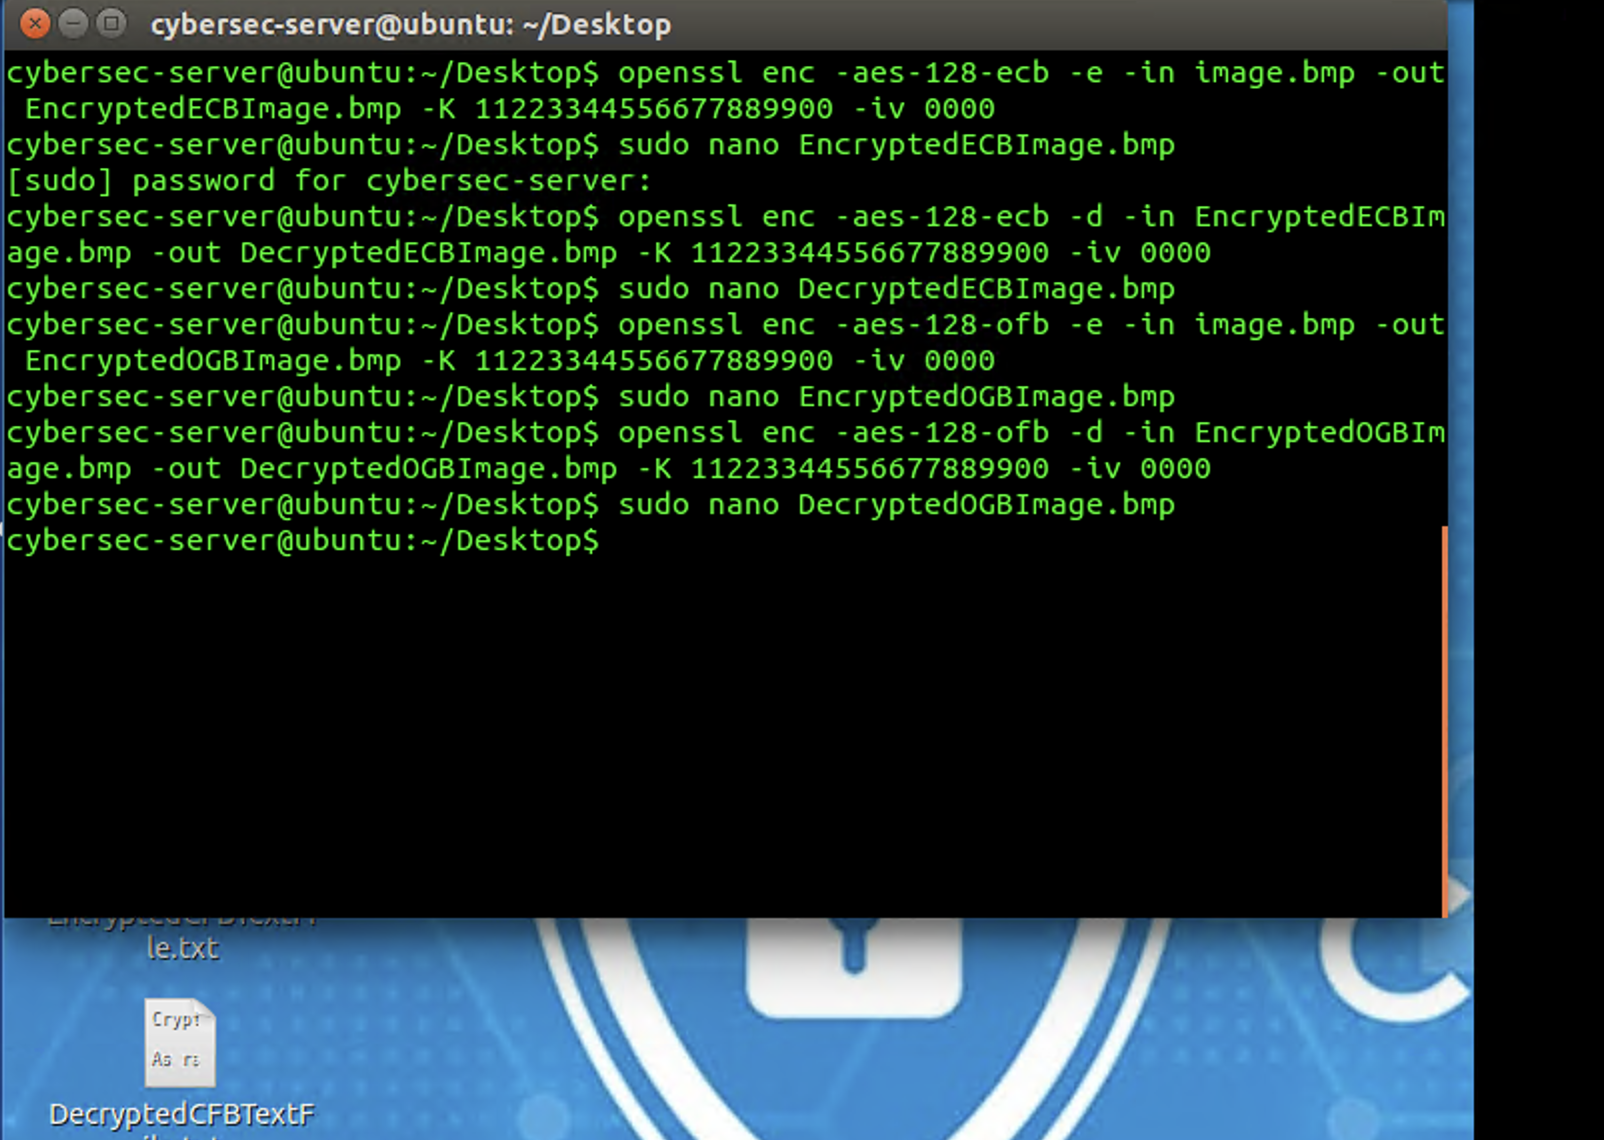 cybersec-server@ubuntu: ~/Desktop
cybersec-server@ubuntu:~/Desktop$ openssl enc -aes-128-ecb -e -in image.bmp -out
EncryptedECBImage.bmp -K 11223344556677889900 -iv 0000
cybersec-server@ubuntu:~/Desktop$ sudo nano EncryptedECBImage.bmp
[sudo] password for cybersec-server:
cybersec-server@ubuntu:~/Desktop$ openssl enc -aes-128-ecb -d -in EncryptedECBIm
age.bmp -out DecryptedECBImage.bmp -K 11223344556677889900 -iv 0000
cybersec-server@ubuntu:~/Desktop$ sudo nano DecryptedECBImage.bmp
cybersec-server@ubuntu:~/Desktop$ openssl enc -aes-128-ofb -e -in image.bmp -out
EncryptedOGBImage.bmp -K 11223344556677889900 -iv 0000
cybersec-server@ubuntu:~/Desktop$ sudo nano EncryptedOGBImage.bmp
cybersec-server@ubuntu:~/Desktop$ openssl enc -aes-128-ofb -d -in EncryptedOGBIm
age.bmp -out DecryptedOGBImage.bmp -K 11223344556677889900 -iv 0000
cybersec-server@ubuntu:~/Desktop$ sudo nano DecryptedOGBImage.bmp
cybersec-server@ubuntu:~/Desktop$
le.txt
Crypt
As
DecryptedCFBTextF